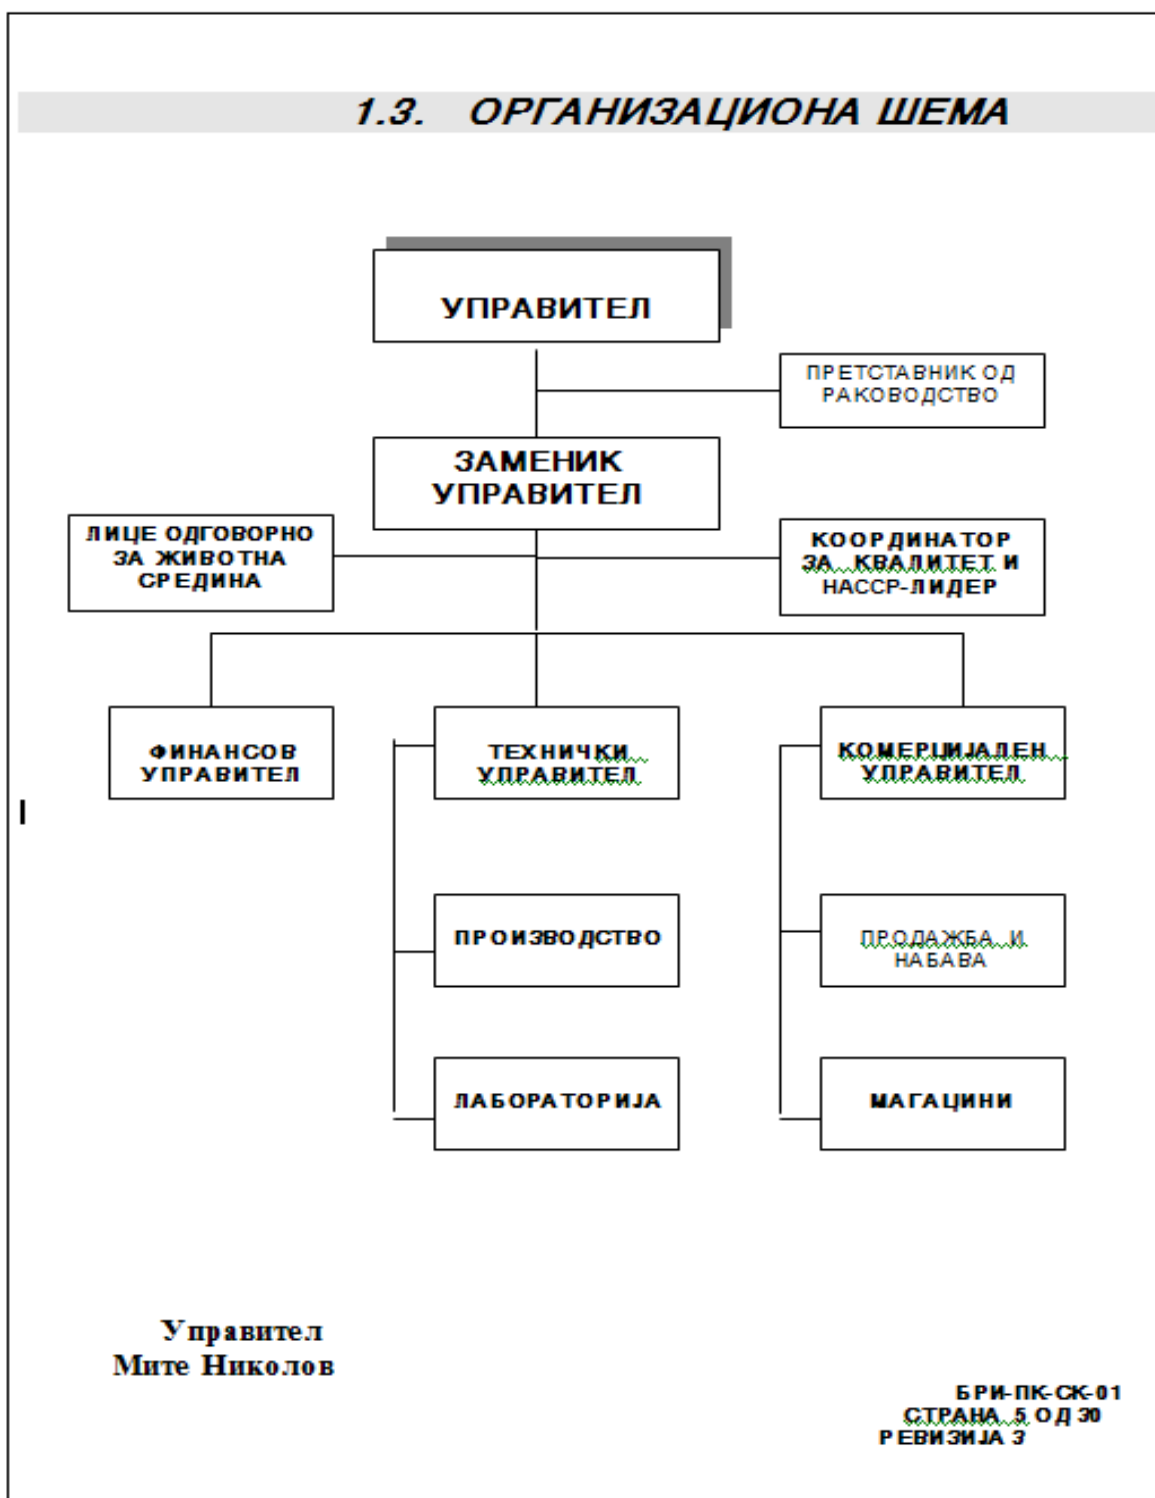 1.3. ОРГАНИЗАЦИОНА ШЕМА
УПРАВИТЕЛ
ПРЕТСТАВНИК ОД
РАКОВОДСТВО
ЗАМЕНИК
УПРАВИТЕЛ
ЛИЦЕ ОДГОВОРНО
ЗА ЖИВОТНА
СРЕДИНА
КООРДИНАТОР
ЗА КВАЛИТЕТ И
HACCP-ЛИДЕР
ФИНАНСОВ
УПРАВИТЕЛ
ТЕХНИЧКИ
УПРАВИТЕЛ
КОМЕРЦИЈАЛЕН
УПРАВИТЕЛ
ПРОИЗВОДСТВО
ПРОДАЖБА И
НАБАВА
ЛАБОРАТОРИЈА
МАГАЦИНИ
Управител
Мите Николов
БРИ-ПК-СК-01
СТРАНА 5 ОД 30
РЕВИЗИЈА 3